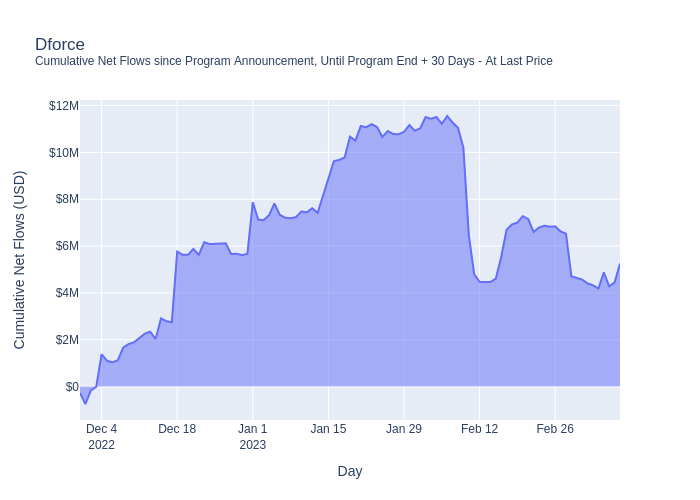 Dforce
Cumulative Net Flows since Program Announcement, Until Program End + 30 Days - At Last Price
Cumulative Net Flows (USD)
$12M
$10M
$8M
$6M
$4M
$2M
$0
Dec 4 Dec 18 Jan 1 Jan 15 Jan 29 Feb 12 Feb 26
2022 2023
Day